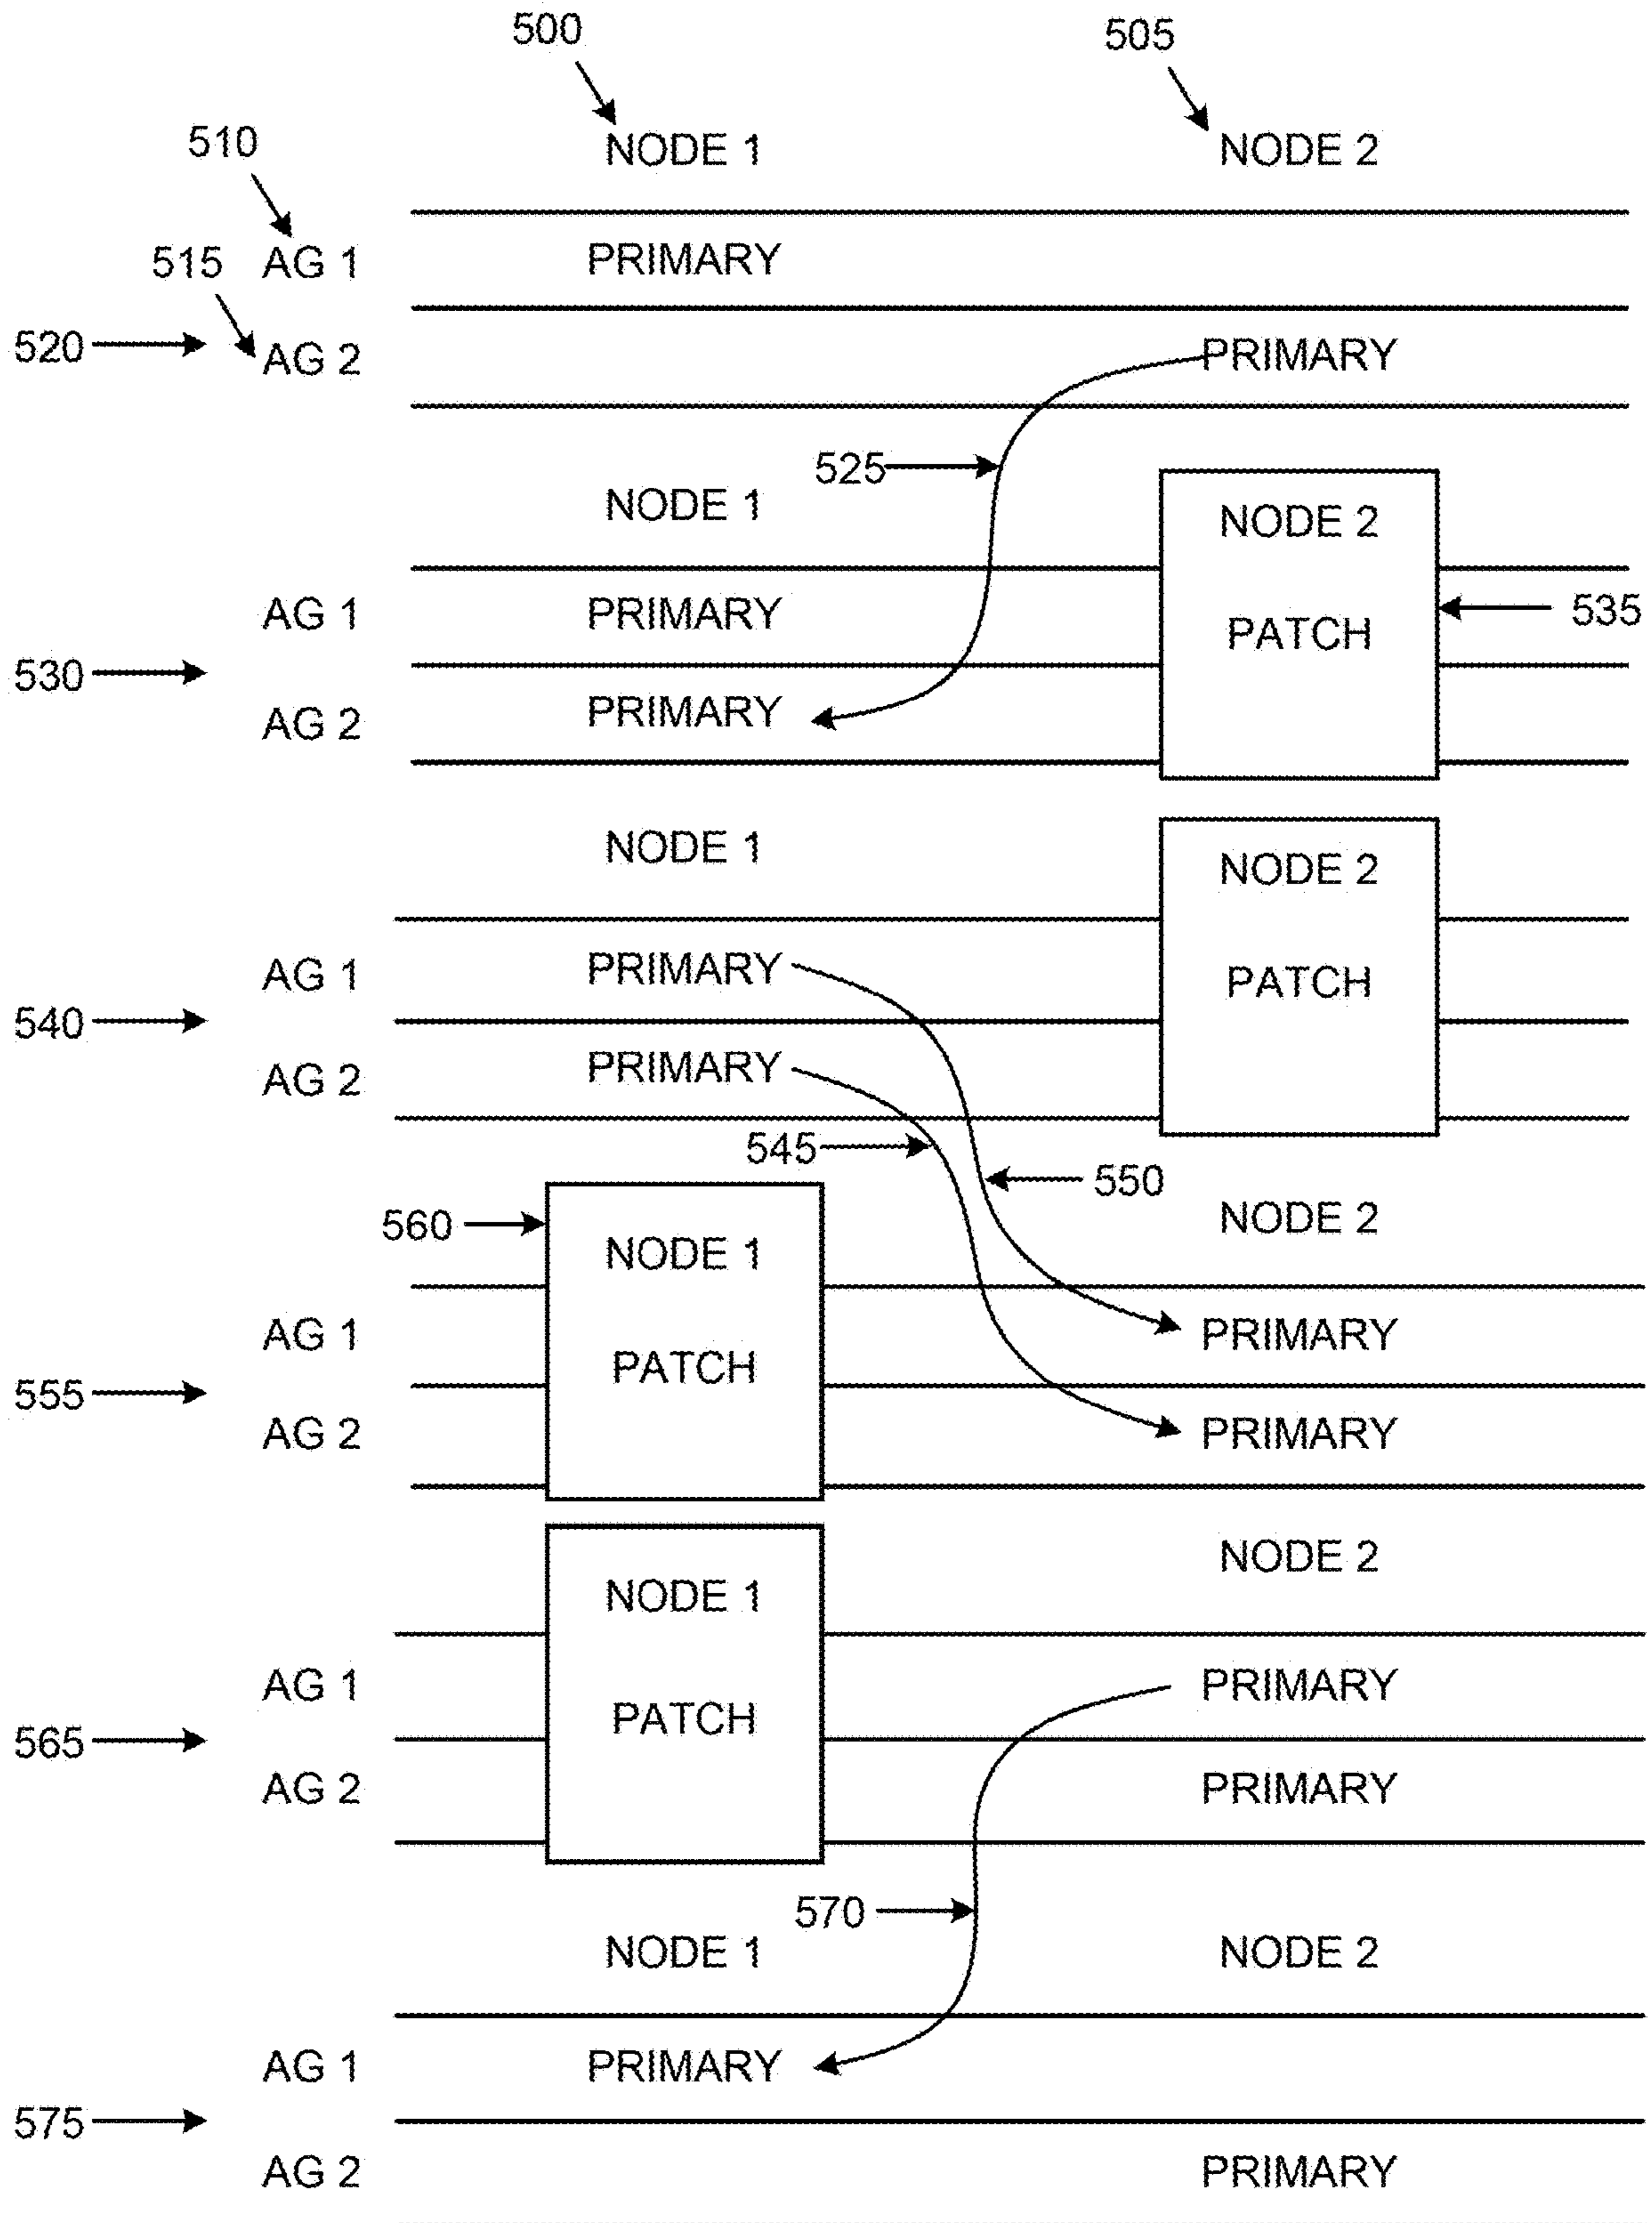 500 505
NODE 1 NODE 2
510
AG 1 PRIMARY
515
520 AG 2 PRIMARY
525
NODE 1 NODE 2
AG 1 PRIMARY PATCH 535
530
AG 2 PRIMARY
NODE 1 NODE 2
AG 1 PRIMARY PATCH
540
AG 2 PRIMARY
545 550
560 NODE 1 NODE 2
AG 1 PATCH PRIMARY
555
AG 2 PRIMARY
NODE 1 NODE 2
AG 1 PATCH PRIMARY
565
AG 2 PRIMARY
570
NODE 1 NODE 2
AG 1 PRIMARY
575
AG 2 PRIMARY